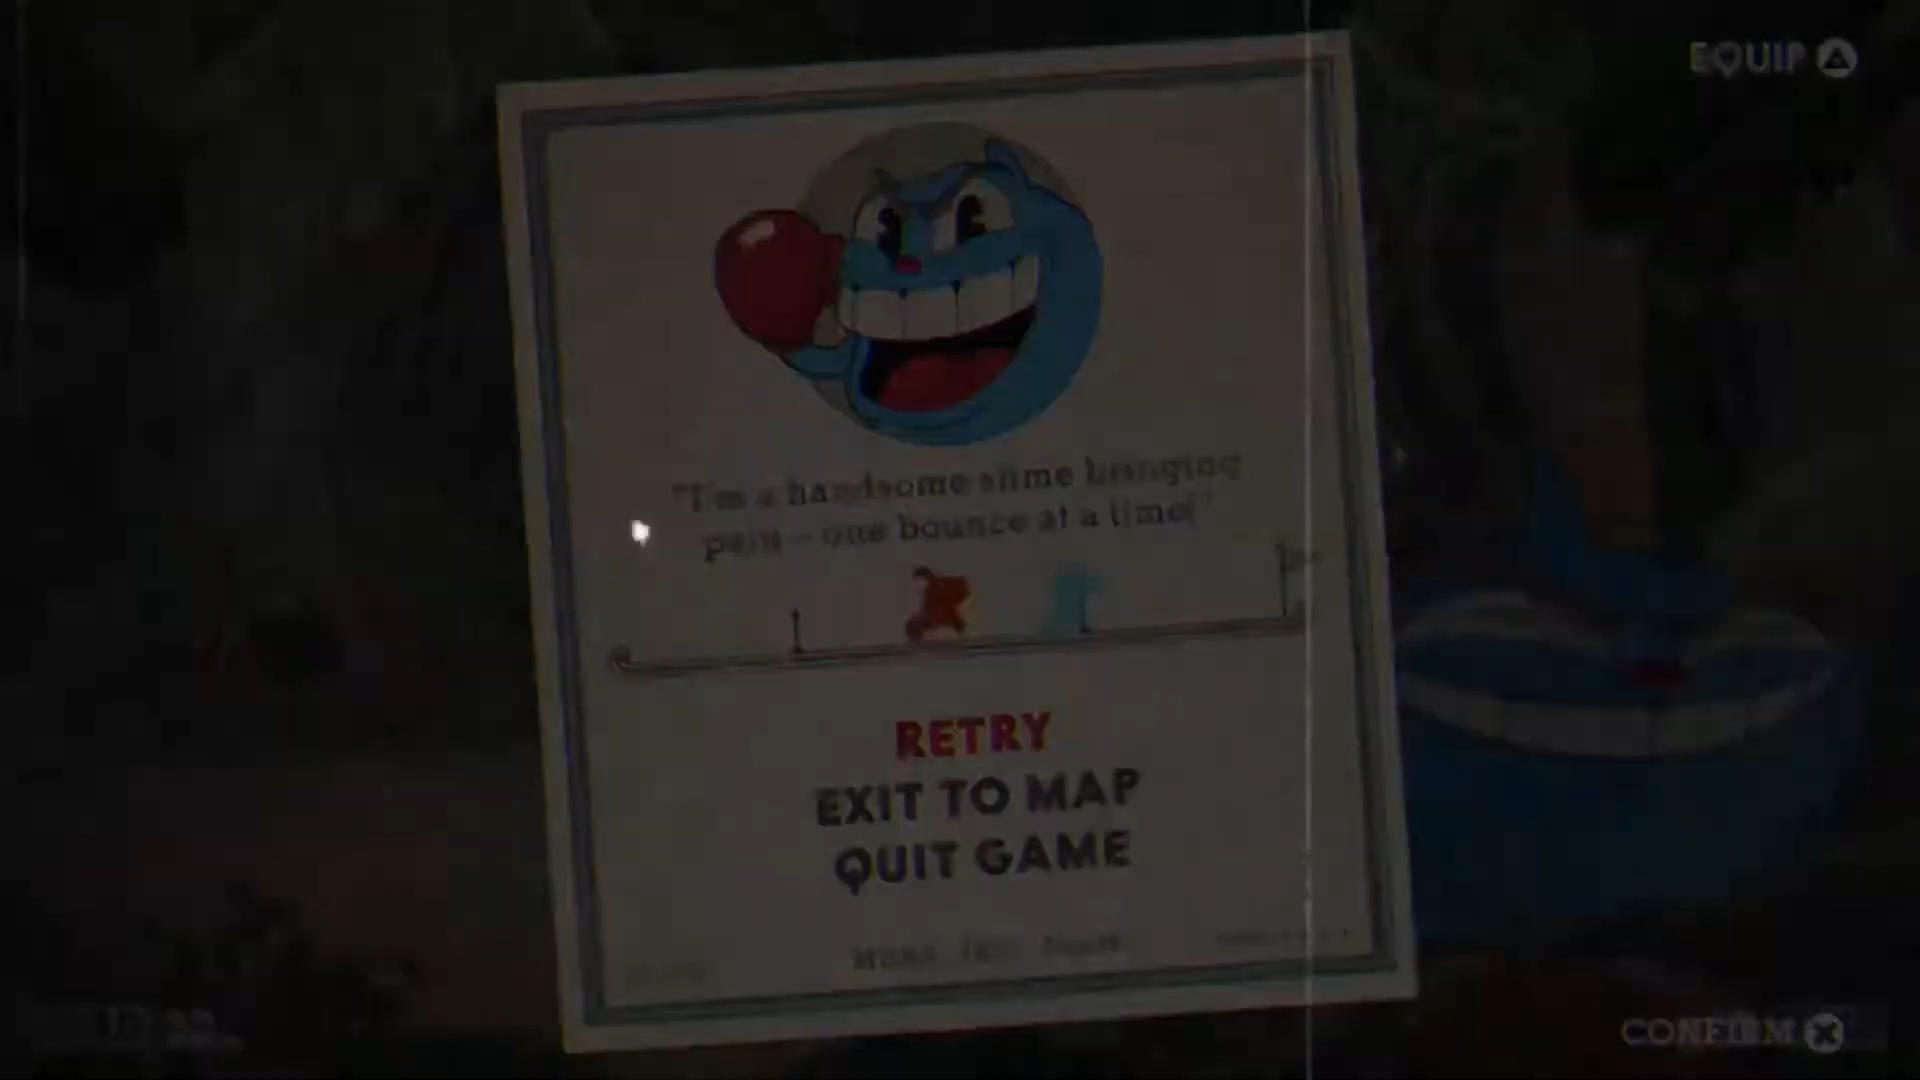 EQUIP
"I'm a handsome slime bringing
pain - one bounce at a time!"
RETRY
EXIT TO MAP
QUIT GAME
CONFIRM